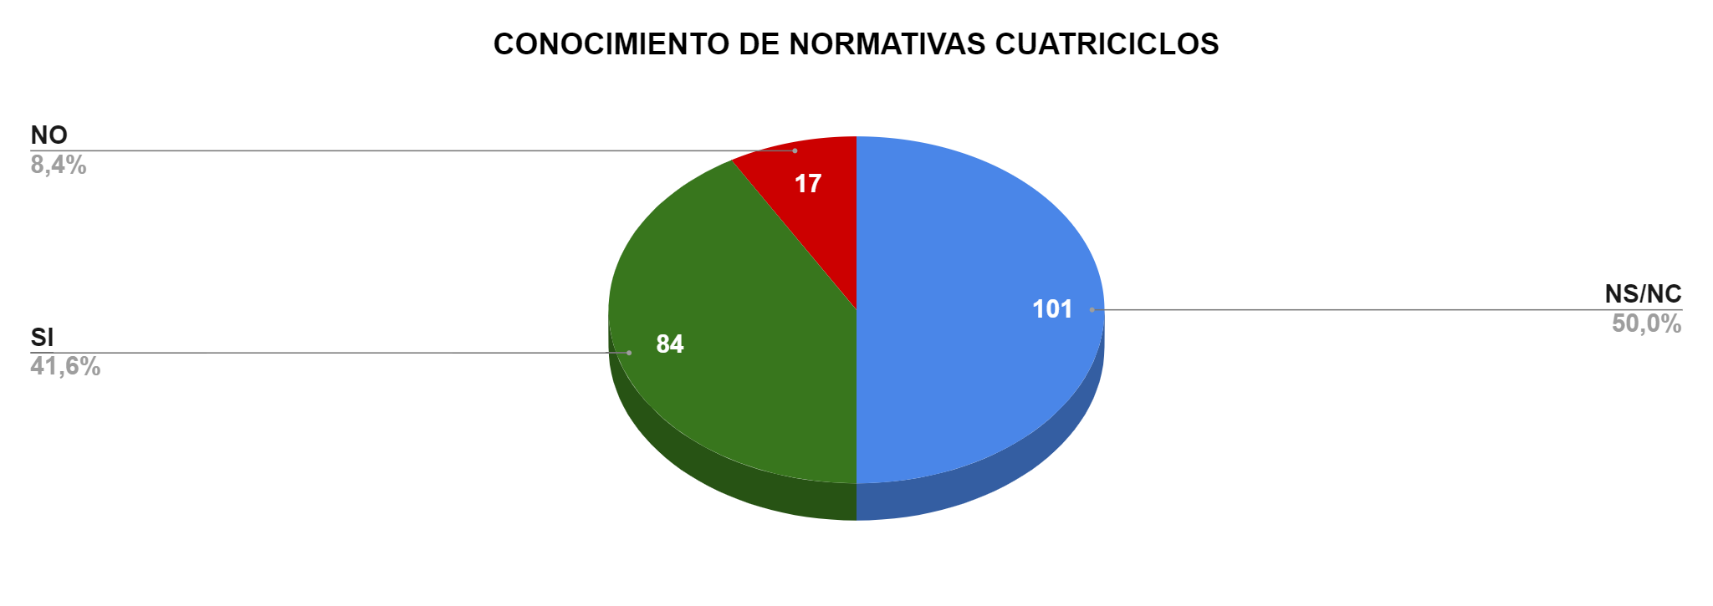 CONOCIMIENTO DE NORMATIVAS CUATRICICLOS
NO
8,4%
17
NS/NC
50,0%
101
SI
41,6%
84